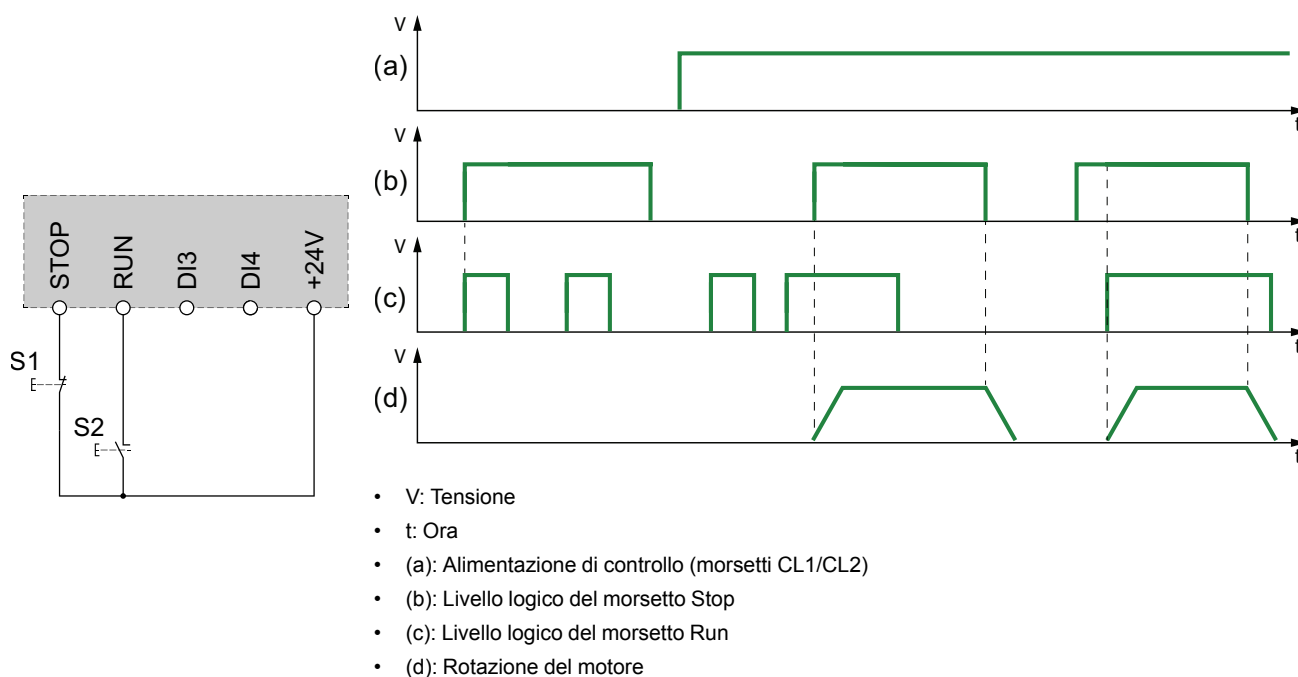 V
(a)
t
V
(b)
t
V
(c)
t
V
(d)
t
STOP
RUN
DI3
DI4
+24V
S1
S2
• V: Tensione
• t: Ora
• (a): Alimentazione di controllo (morsetti CL1/CL2)
• (b): Livello logico del morsetto Stop
• (c): Livello logico del morsetto Run
• (d): Rotazione del motore